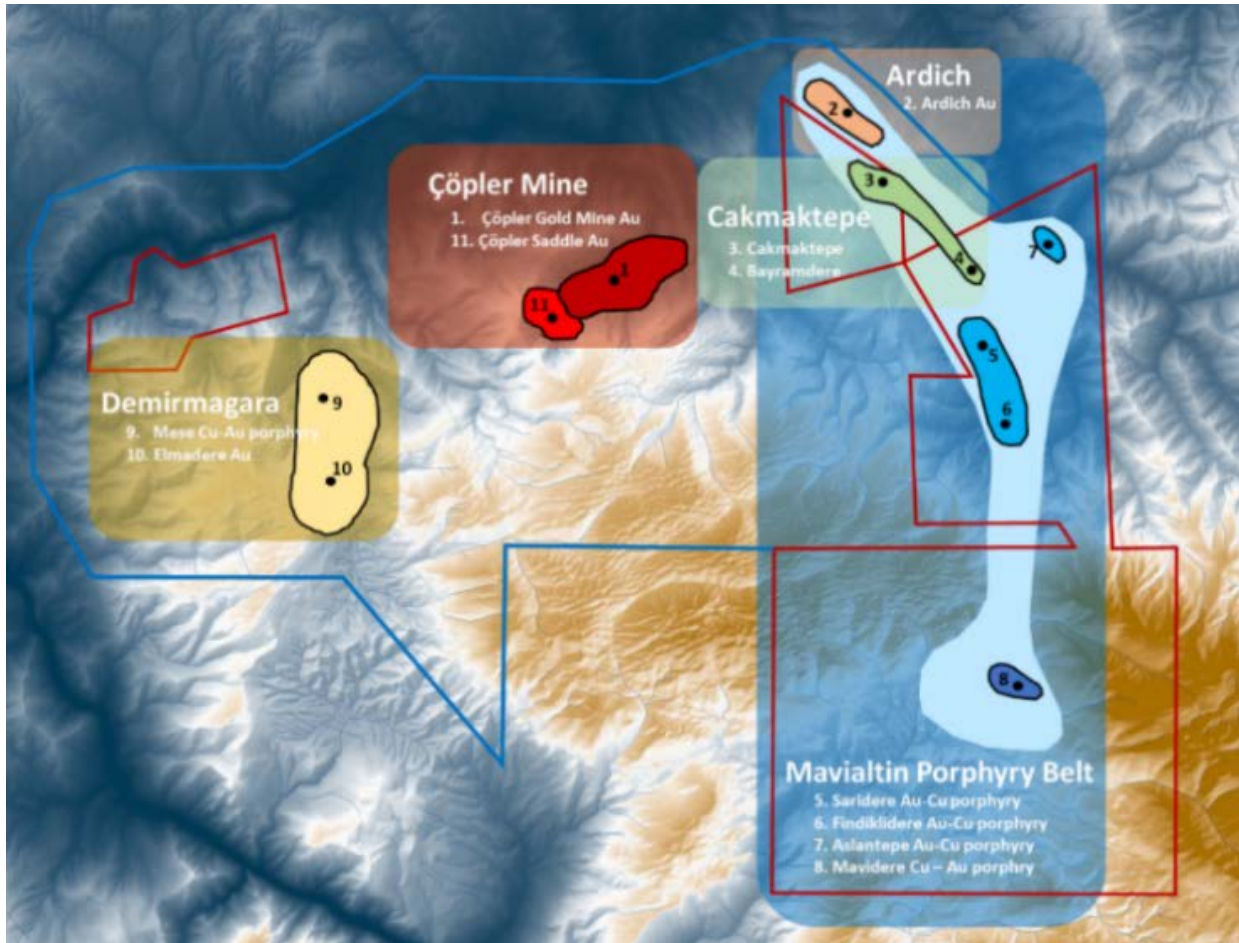 Ardich
2. Ardich Au
2
Çöpler Mine
1. Çöpler Gold Mine Au
11. Çöpler Saddle Au
1
11
Cakmaktepe
3. Cakmaktepe
4. Bayramdere
3
4
7
5
6
Demirmagara
9. Mese Cu-Au porphyry
10. Elmadere Au
9
10
8
Mavialtin Porphyry Belt
5. Saridere Au-Cu porphyry
6. Findiklidere Au-Cu porphyry
7. Aslantepe Au-Cu porphyry
8. Mavidere Cu – Au porphry